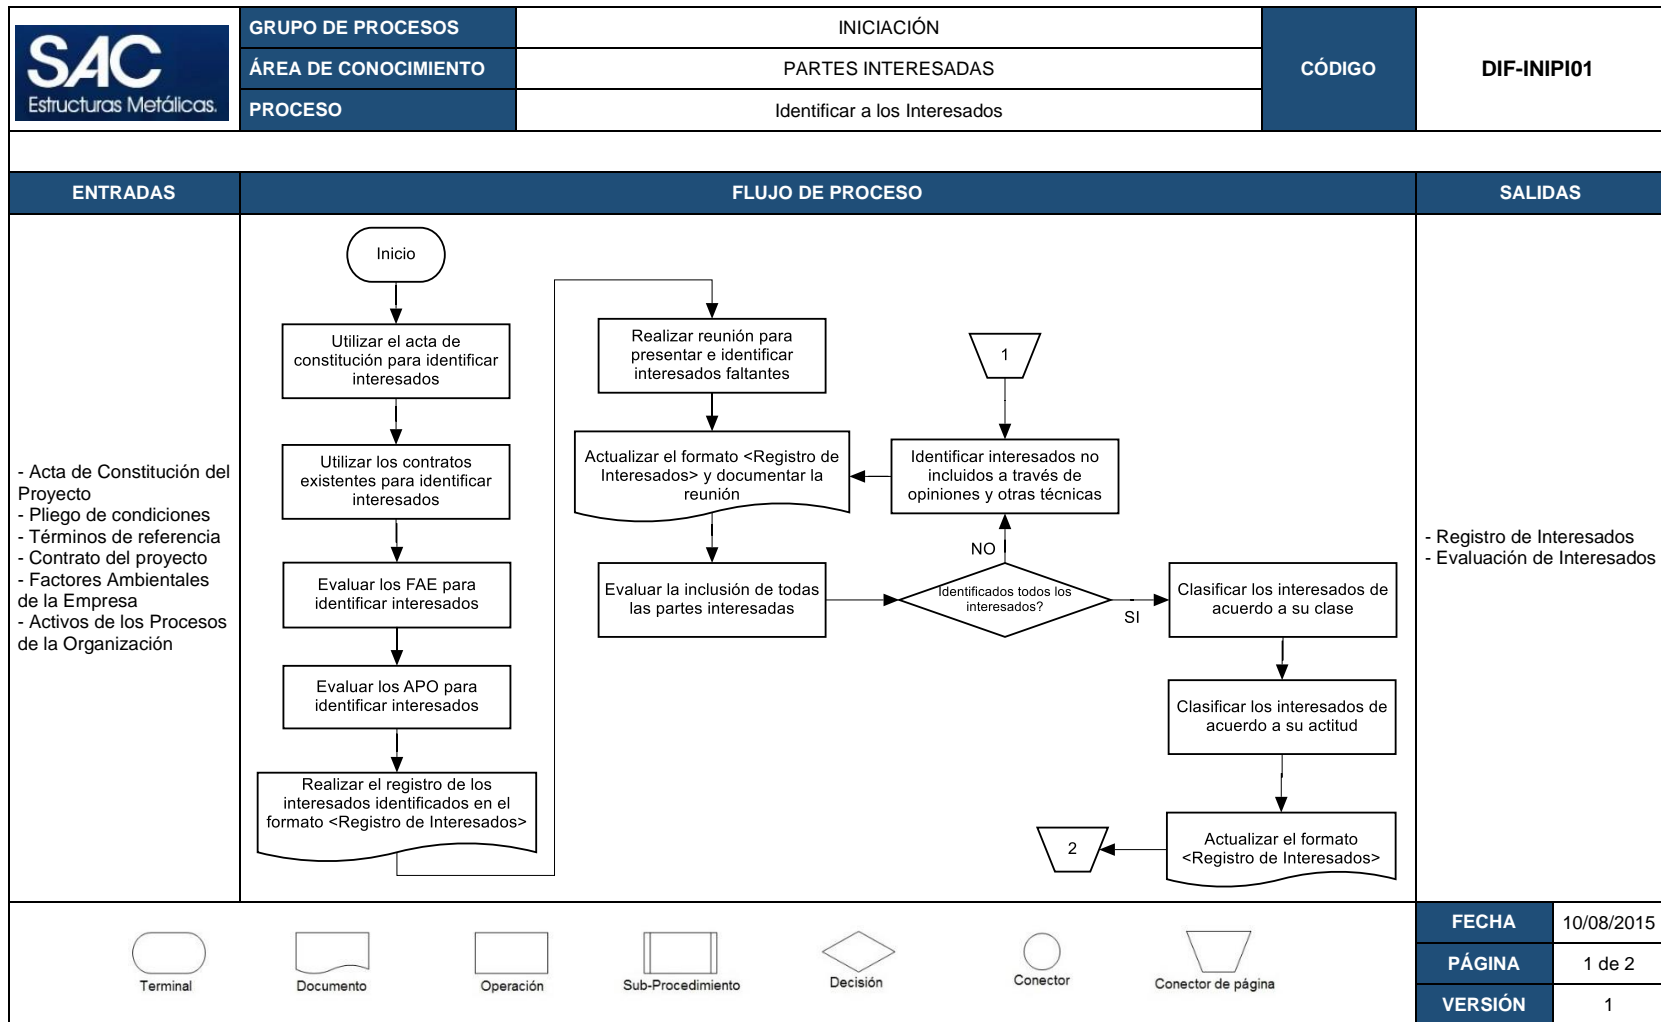 SAC
Estructuras Metálicas.
GRUPO DE PROCESOS
INICIACIÓN
ÁREA DE CONOCIMIENTO
PARTES INTERESADAS
PROCESO
Identificar a los Interesados
CÓDIGO
DIF-INIPI01
ENTRADAS
FLUJO DE PROCESO
SALIDAS
- Acta de Constitución del
Proyecto
- Pliego de condiciones
- Términos de referencia
- Contrato del proyecto
- Factores Ambientales
de la Empresa
- Activos de los Procesos
de la Organización
Inicio
Utilizar el acta de
constitución para identificar
interesados
Utilizar los contratos
existentes para identificar
interesados
Evaluar los FAE para
identificar interesados
Evaluar los APO para
identificar interesados
Realizar el registro de los
interesados identificados en el
formato <Registro de Interesados>
Realizar reunión para
presentar e identificar
interesados faltantes
Actualizar el formato <Registro de
Interesados> y documentar la
reunión
Evaluar la inclusión de todas
las partes interesadas
1
Identificar interesados no
incluidos a través de
opiniones y otras técnicas
NO
Identificados todos los
interesados?
SI
Clasificar los interesados de
acuerdo a su clase
Clasificar los interesados de
acuerdo a su actitud
Actualizar el formato
<Registro de Interesados>
2
- Registro de Interesados
- Evaluación de Interesados
Terminal
Documento
Operación
Sub-Procedimiento
Decisión
Conector
Conector de página
FECHA
10/08/2015
PÁGINA
1 de 2
VERSIÓN
1